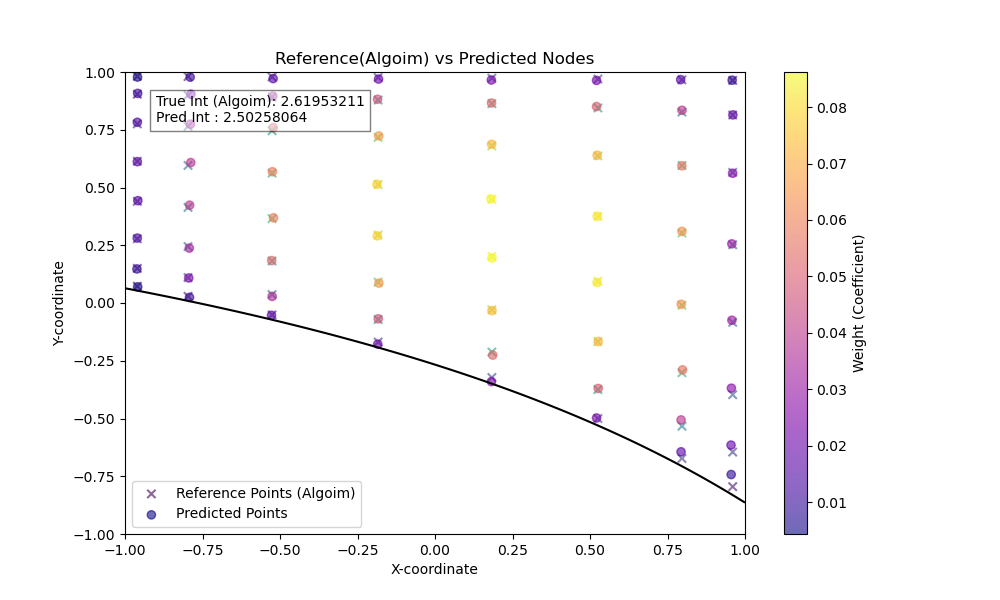 Reference(Algoim) vs Predicted Nodes
True Int (Algoim): 2.61953211
Pred Int : 2.50258064
Y-coordinate
1.00
0.75
0.50
0.25
0.00
−0.25
−0.50
−0.75
−1.00
Reference Points (Algoim)
Predicted Points
−1.00 −0.75 −0.50 −0.25 0.00 0.25 0.50 0.75 1.00
X-coordinate
0.08
0.07
0.06
0.05
0.04
0.03
0.02
0.01
Weight (Coefficient)